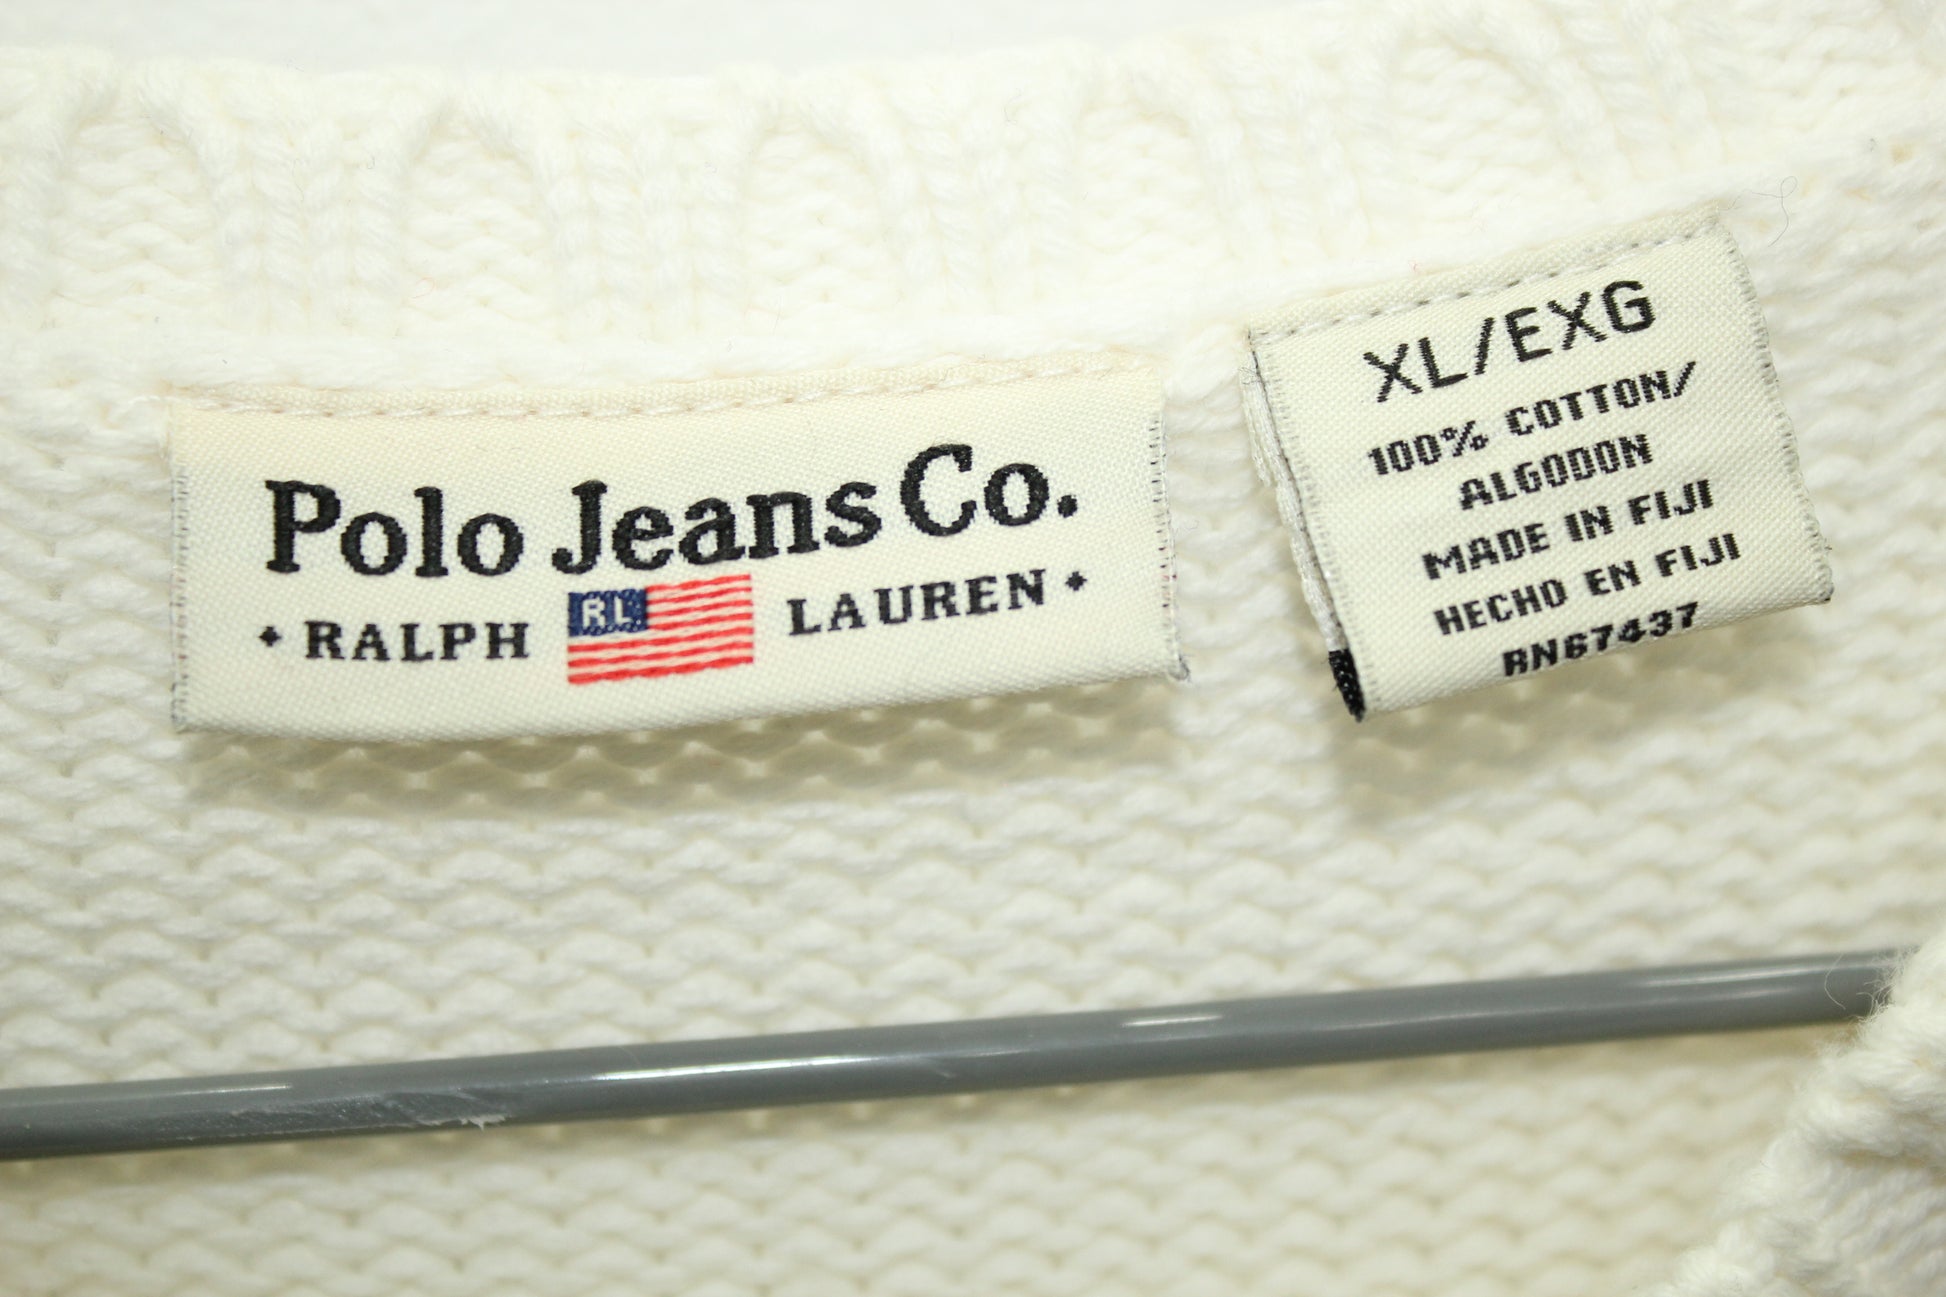 Polo Jeans Co.
RALPH RL LAUREN
XL/EXG
100% COTTON/
ALGODON
MADE IN FIJI
HECHO EN FIJI
RN67437